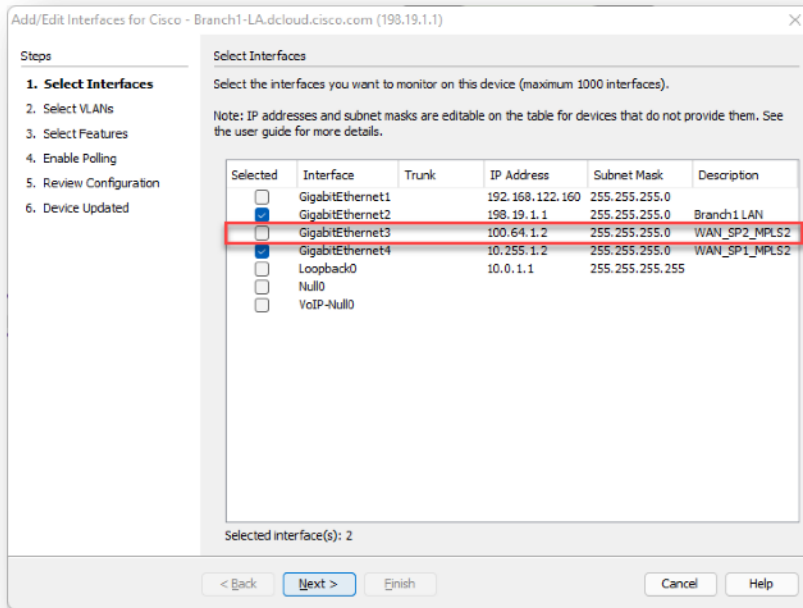 Add/Edit Interfaces for Cisco - Branch1-LA.dcloud.cisco.com (198.19.1.1)
Steps
1. Select Interfaces
2. Select VLANs
3. Select Features
4. Enable Polling
5. Review Configuration
6. Device Updated
Select Interfaces
Select the interfaces you want to monitor on this device (maximum 1000 interfaces).
Note: IP addresses and subnet masks are editable on the table for devices that do not provide them. See
the user guide for more details.
Selected Interface Trunk IP Address Subnet Mask Description
GigabitEthernet1 192.168.122.160 255.255.255.0
GigabitEthernet2 198.19.1.1 255.255.255.0 Branch1 LAN
GigabitEthernet3 100.64.1.2 255.255.255.0 WAN_SP2_MPLS2
GigabitEthernet4 10.255.1.2 255.255.255.0 WAN_SP1_MPLS2
Loopback0 10.0.1.1 255.255.255.255
Null0
VoIP-Null0
Selected interface(s): 2
< Back Next > Finish Cancel Help